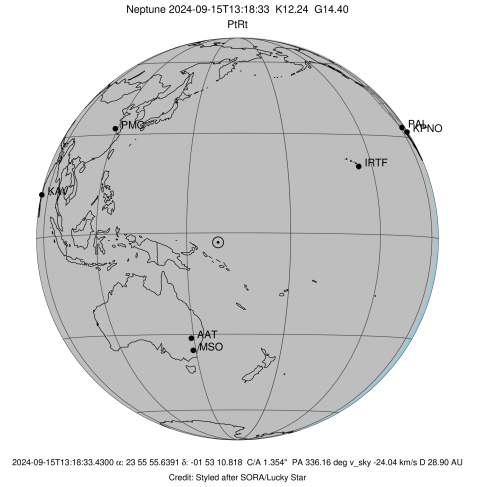 Neptune 2024-09-15T13:18:33 K12.24 G14.40
PtRt
PMO
PAL
KPNO
IRTF
KAV
AAT
MSO
2024-09-15T13:18:33.4300 α: 23 55 55.6391 δ: -01 53 10.818 C/A 1.354" PA 336.16 deg v_sky -24.04 km/s D 28.90 AU
Credit: Styled after SORA/Lucky Star